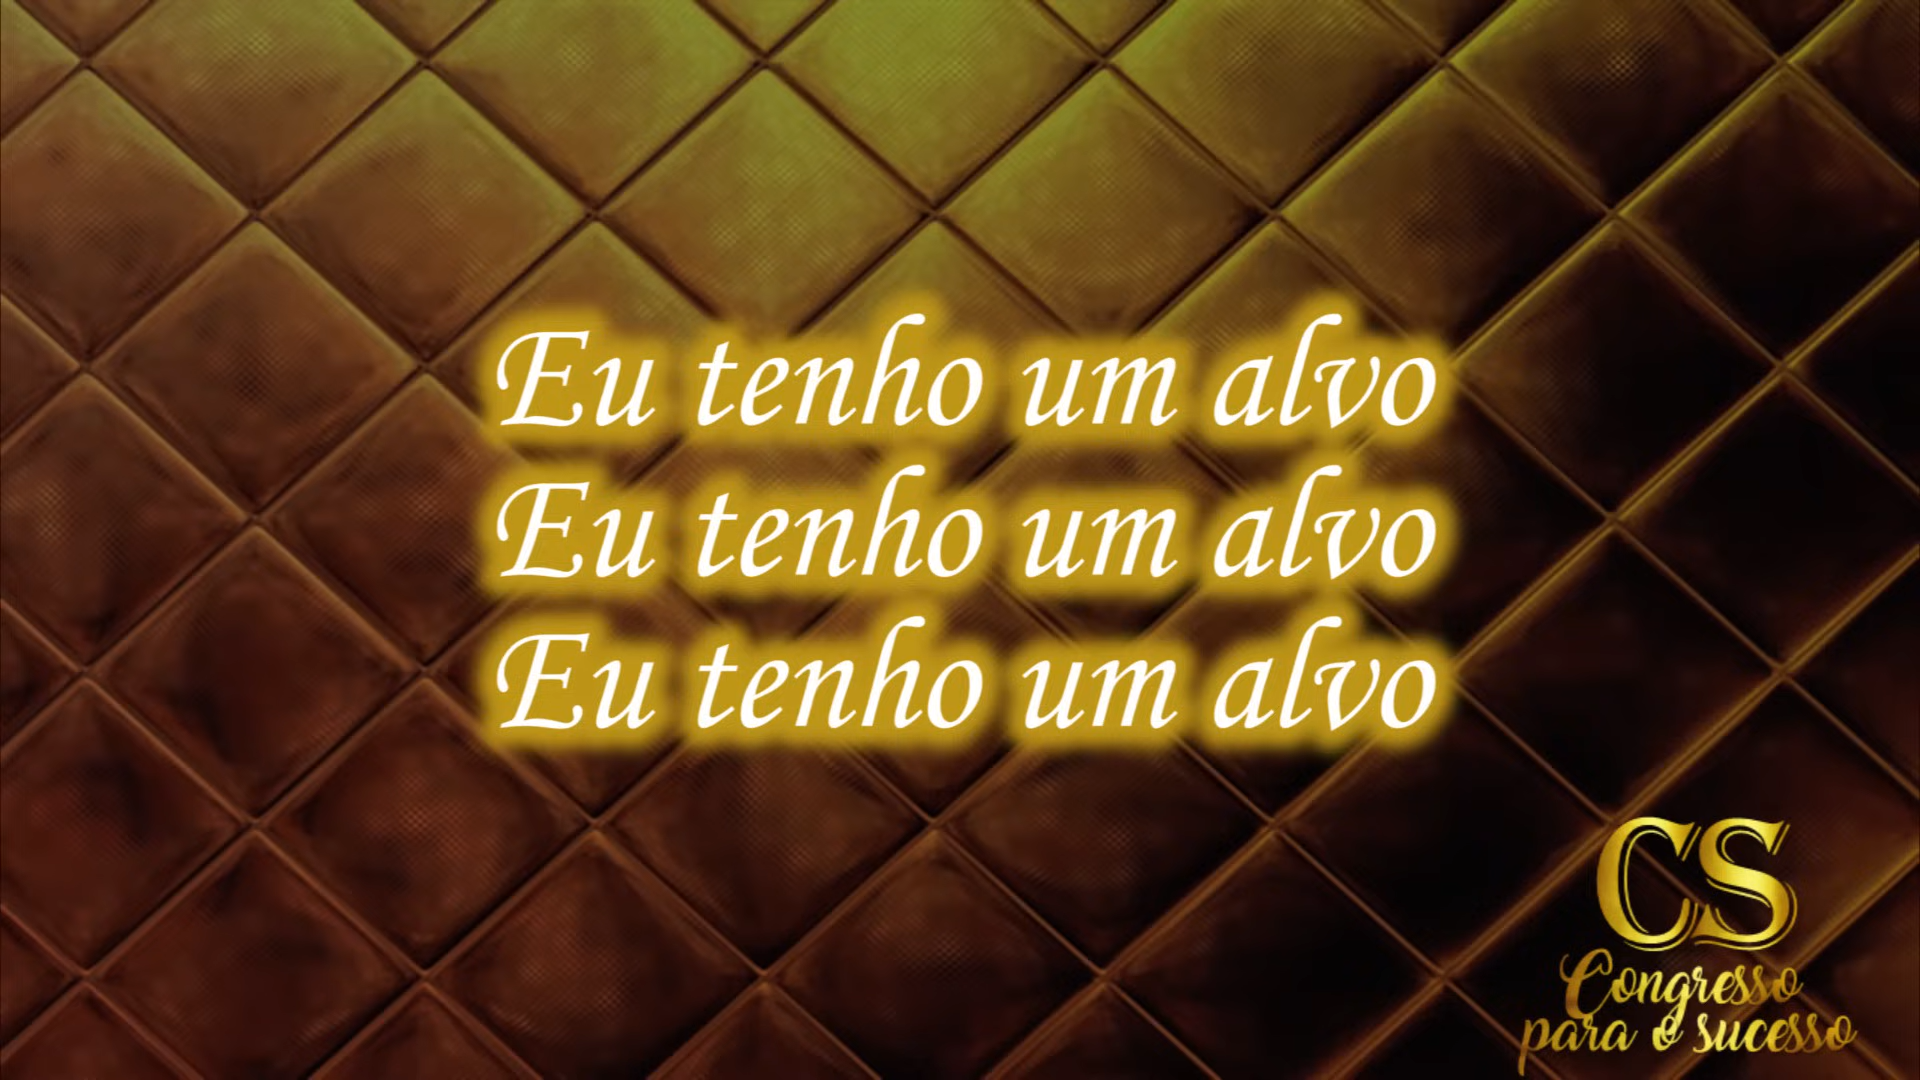 Eu tenho um alvo
Eu tenho um alvo
Eu tenho um alvo
CS
Congresso
para o sucesso